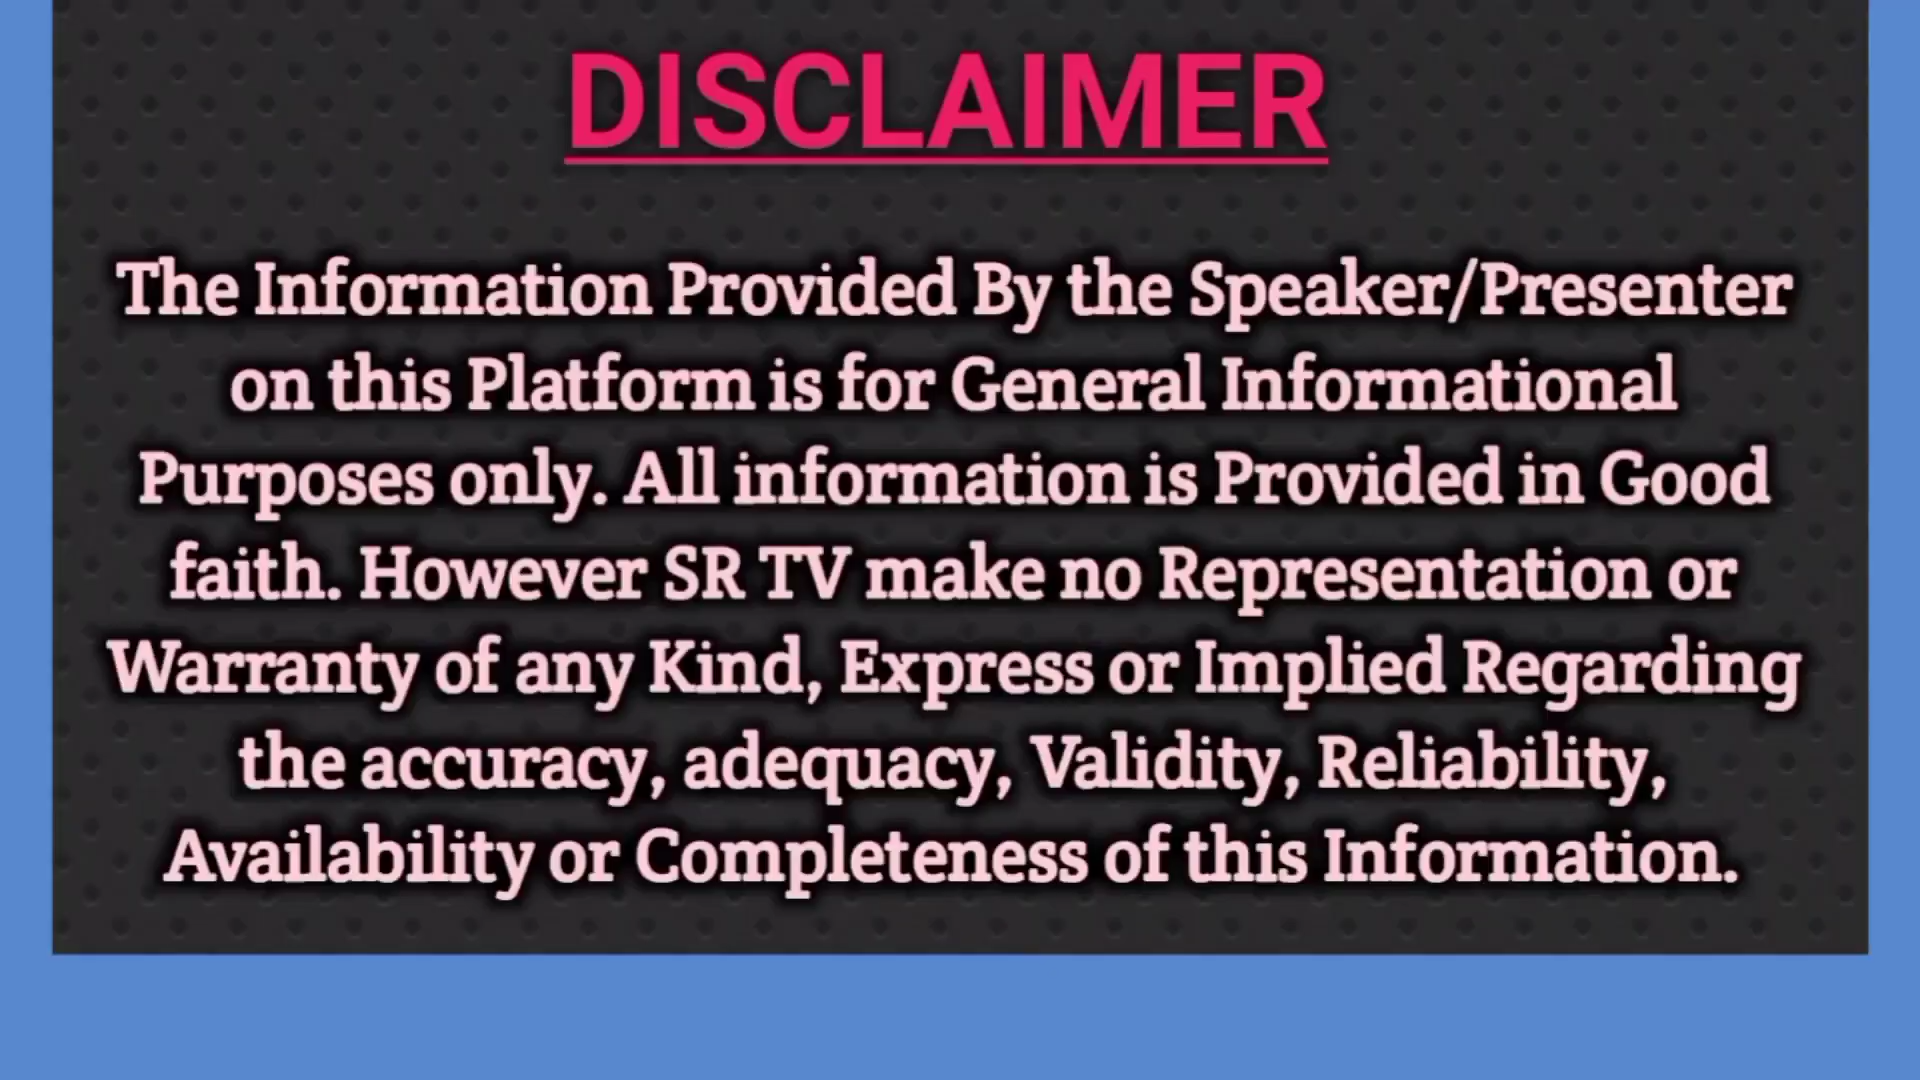 DISCLAIMER
The Information Provided By the Speaker/Presenter
on this Platform is for General Informational
Purposes only. All information is Provided in Good
faith. However SR TV make no Representation or
Warranty of any Kind, Express or Implied Regarding
the accuracy, adequacy, Validity, Reliability,
Availability or Completeness of this Information.